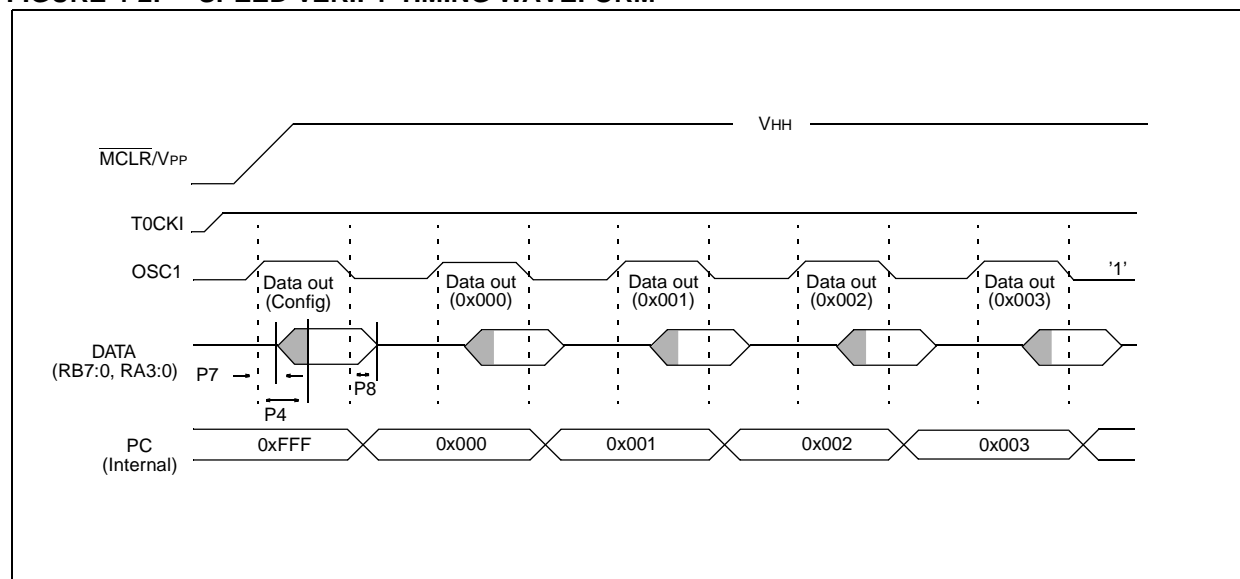 VHH
MCLR/VPP
T0CKI
OSC1
Data out
(Config)
Data out
(0x000)
Data out
(0x001)
Data out
(0x002)
Data out
(0x003)
'1'
DATA
(RB7:0, RA3:0)
P7
P8
P4
PC
(Internal)
0xFFF
0x000
0x001
0x002
0x003